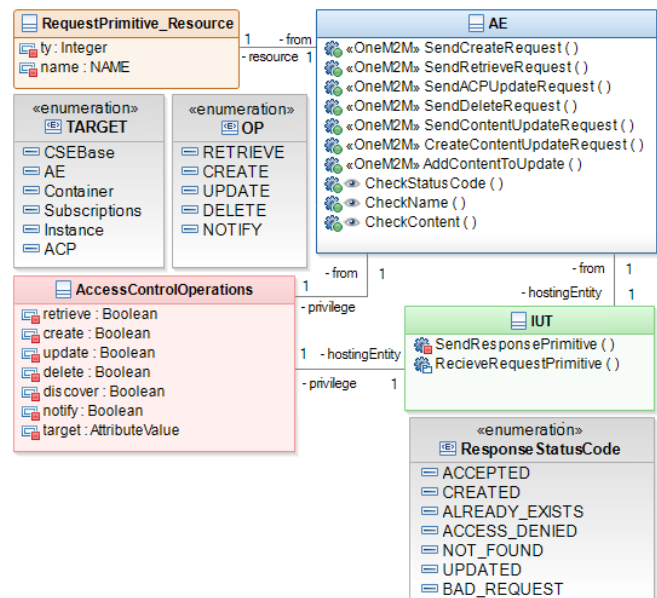 RequestPrimitive_Resource
ty : Integer
name : NAME
1 - from
- resource 1
AE
«OneM2M» SendCreateRequest ( )
«OneM2M» SendRetrieveRequest ( )
«OneM2M» SendACPUpdateRequest ( )
«OneM2M» SendDeleteRequest ( )
«OneM2M» SendContentUpdateRequest ( )
«OneM2M» CreateContentUpdateRequest ( )
«OneM2M» AddContentToUpdate ( )
CheckStatusCode ( )
CheckName ( )
CheckContent ( )
«enumeration»
TARGET
CSEBase
AE
Container
Subscriptions
Instance
ACP
«enumeration»
OP
RETRIEVE
CREATE
UPDATE
DELETE
NOTIFY
- from 1
1
- privilege
- from 1
- hostingEntity 1
AccessControlOperations
retrieve : Boolean
create : Boolean
update : Boolean
delete : Boolean
discover : Boolean
notify : Boolean
target : AttributeValue
1 - hostingEntity
- privilege 1
IUT
SendResponsePrimitive ( )
RecieveRequestPrimitive ( )
«enumeration»
ResponseStatusCode
ACCEPTED
CREATED
ALREADY_EXISTS
ACCESS_DENIED
NOT_FOUND
UPDATED
BAD_REQUEST